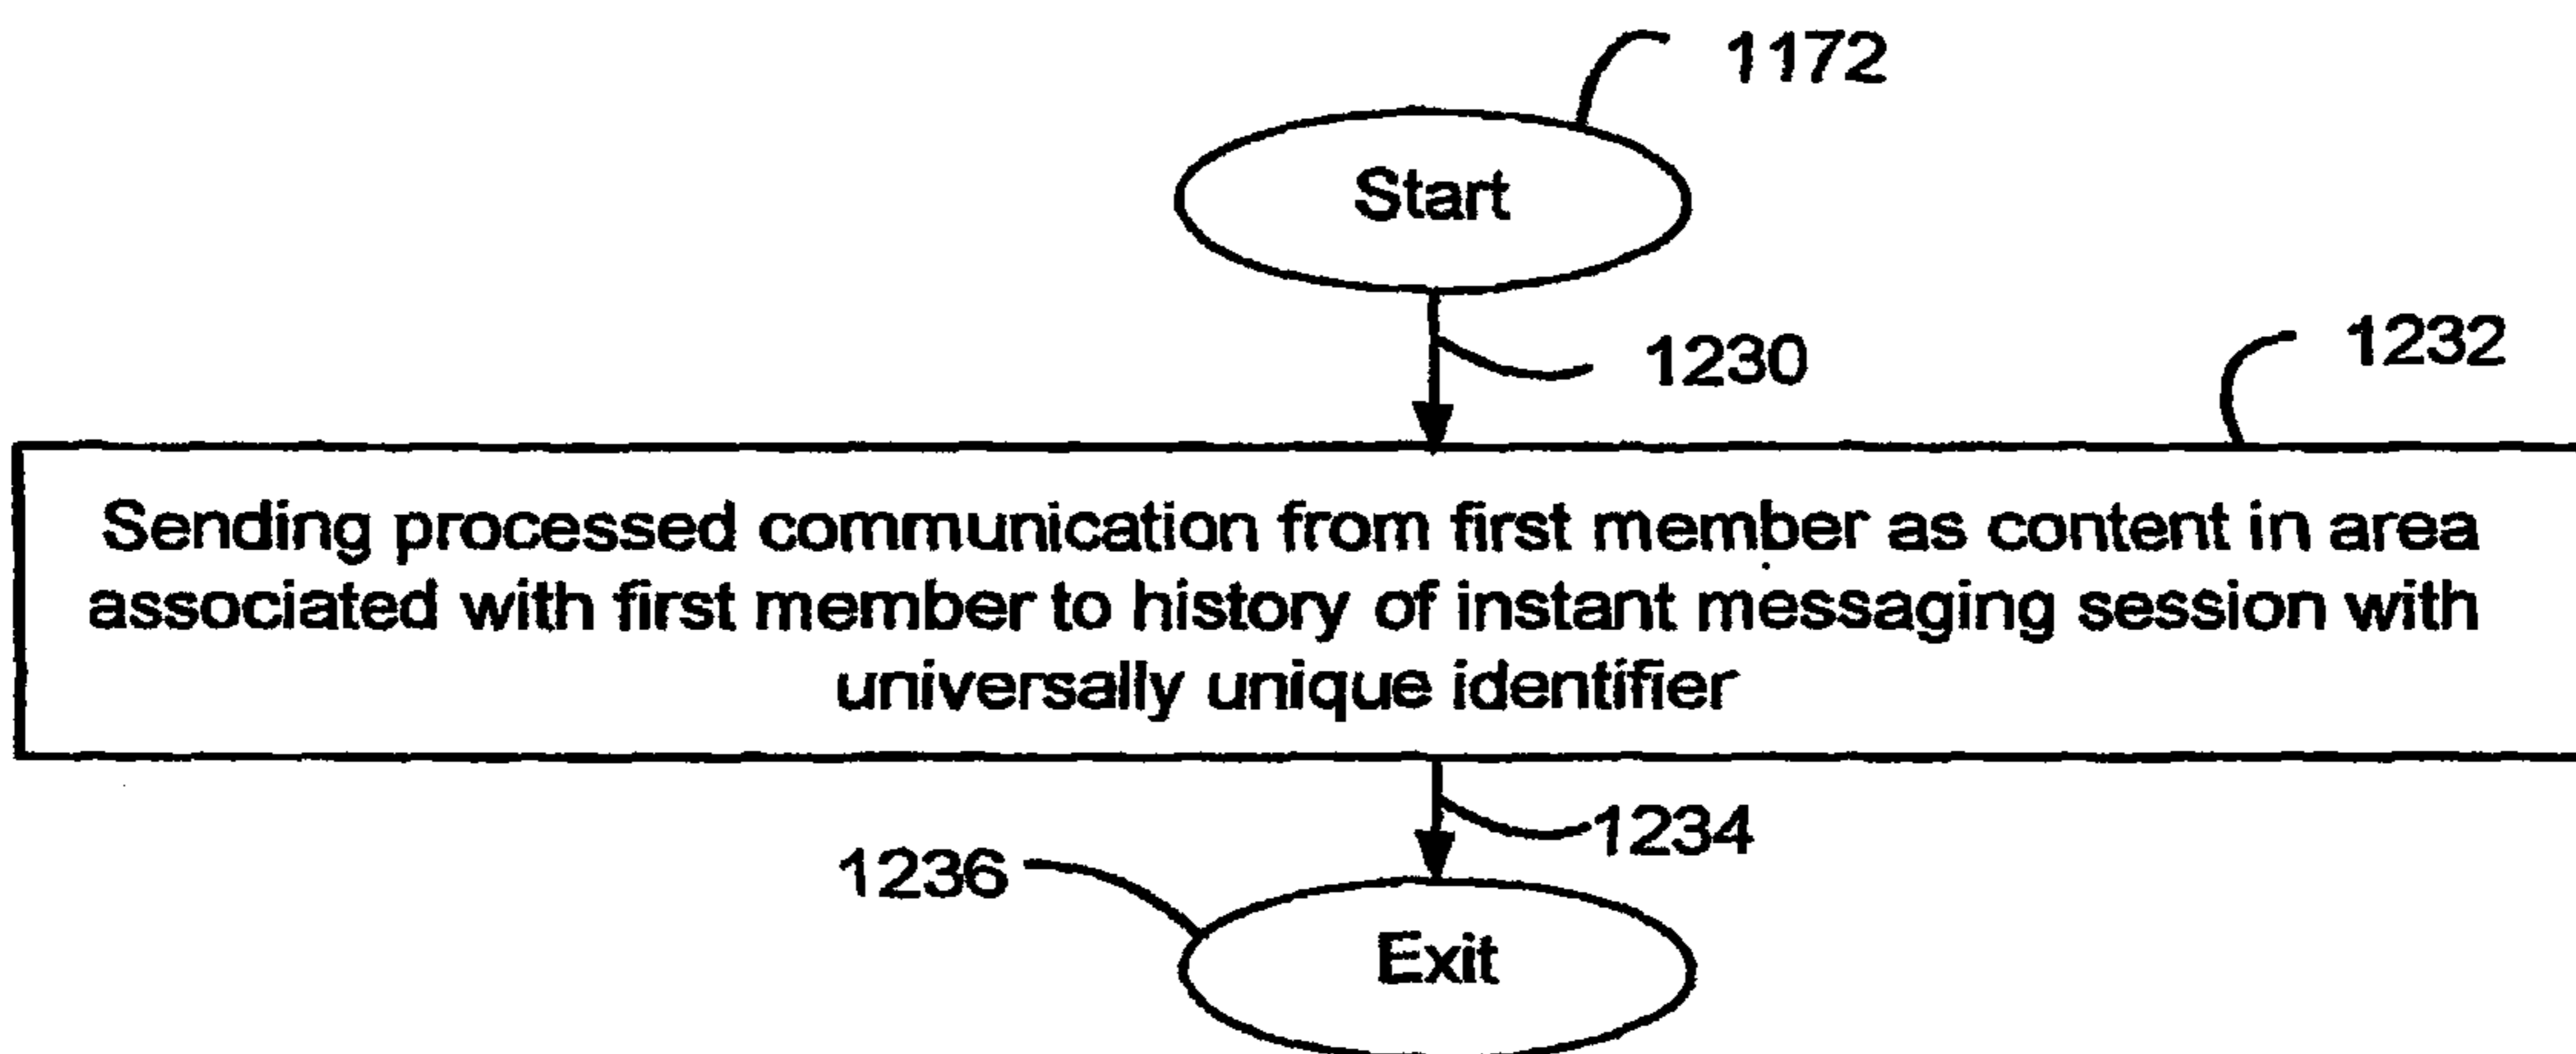 1172
Start
1230
1232
Sending processed communication from first member as content in area
associated with first member to history of instant messaging session with
universally unique identifier
1234
1236
Exit